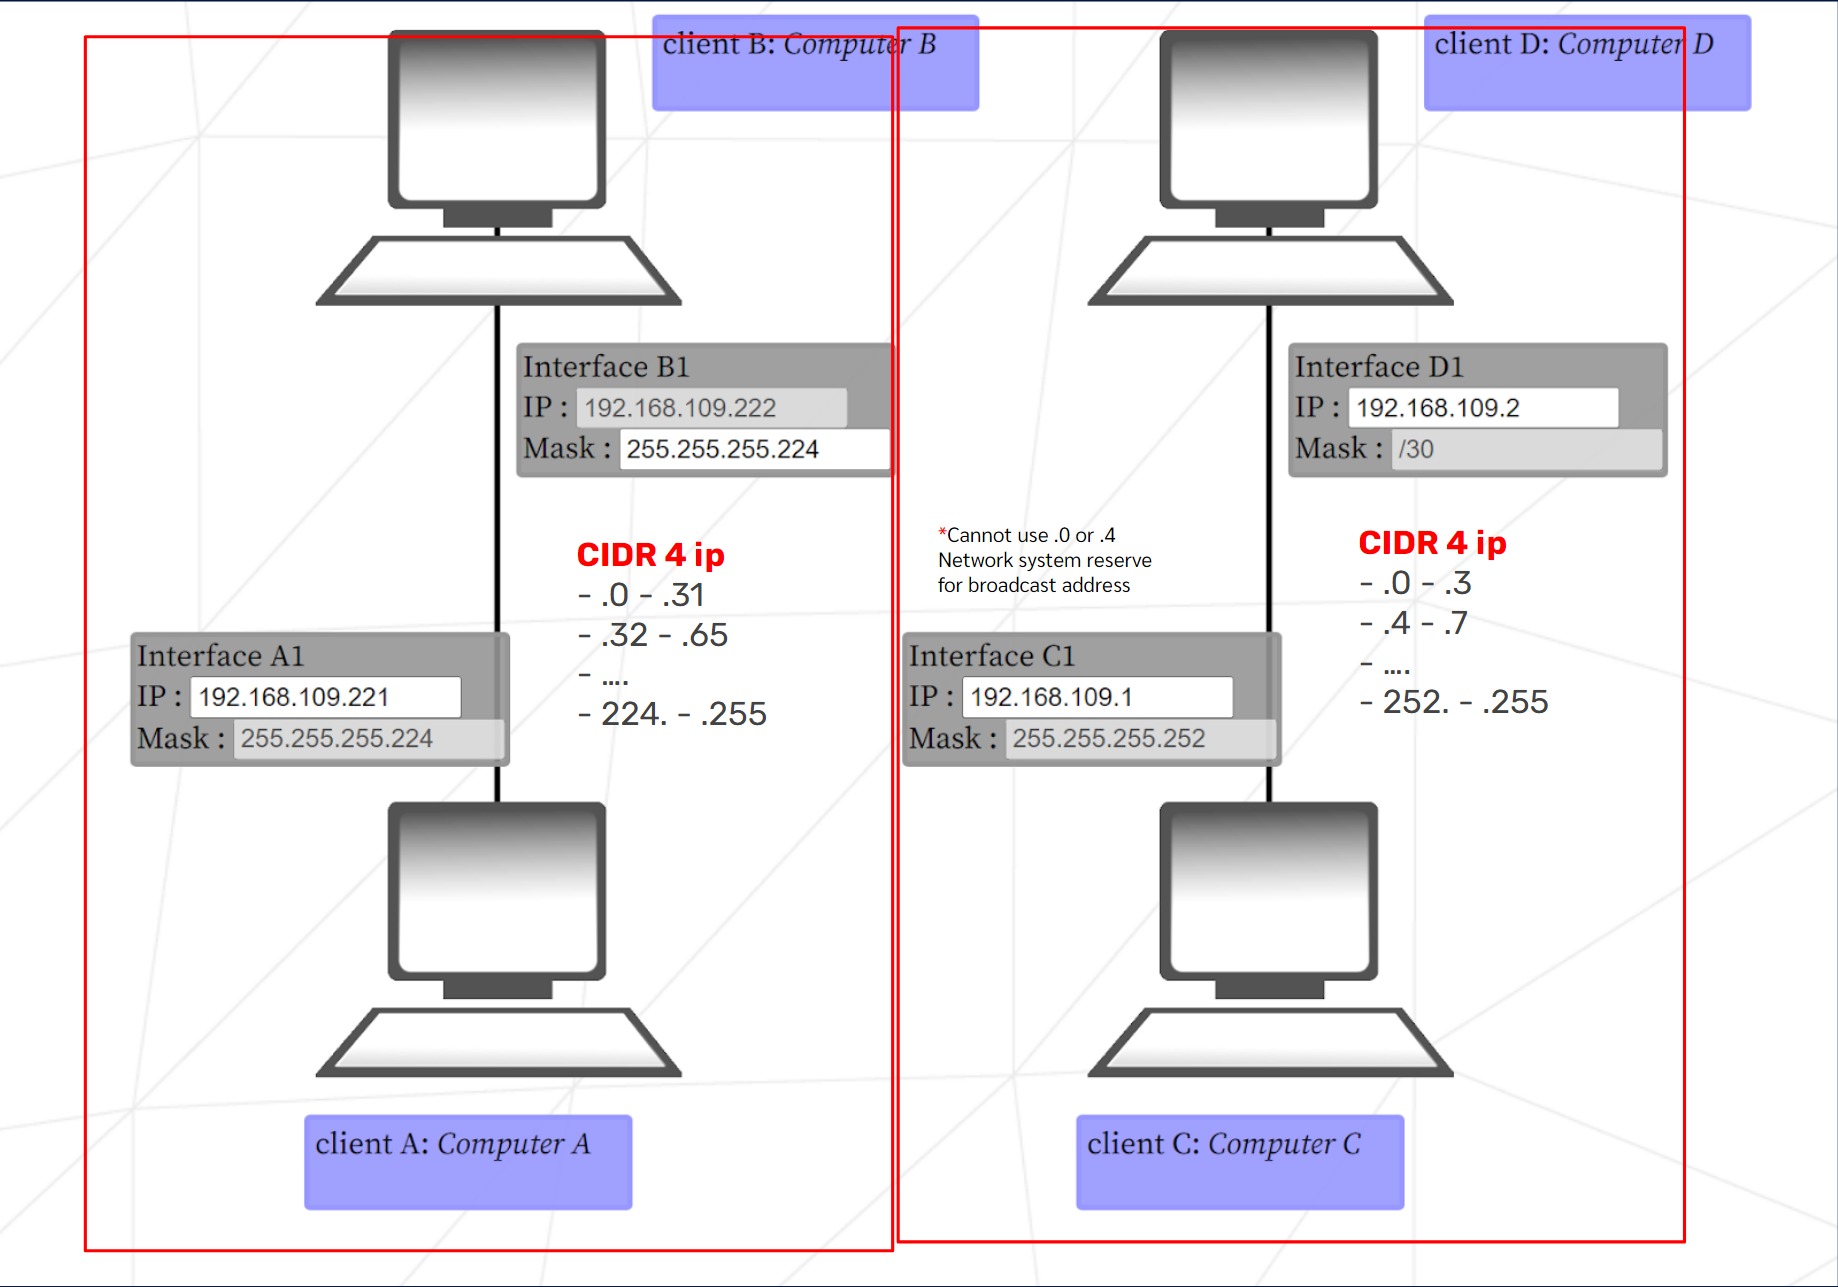 client B: Computer B
client D: Computer D
Interface B1
IP : 192.168.109.222
Mask : 255.255.255.224
Interface D1
IP : 192.168.109.2
Mask : /30
CIDR 4 ip
- .0 - .31
- .32 - .65
- ....
- 224. - .255
*Cannot use .0 or .4
Network system reserve
for broadcast address
CIDR 4 ip
- .0 - .3
- .4 - .7
- ....
- 252. - .255
Interface A1
IP : 192.168.109.221
Mask : 255.255.255.224
Interface C1
IP : 192.168.109.1
Mask : 255.255.255.252
client A: Computer A
client C: Computer C